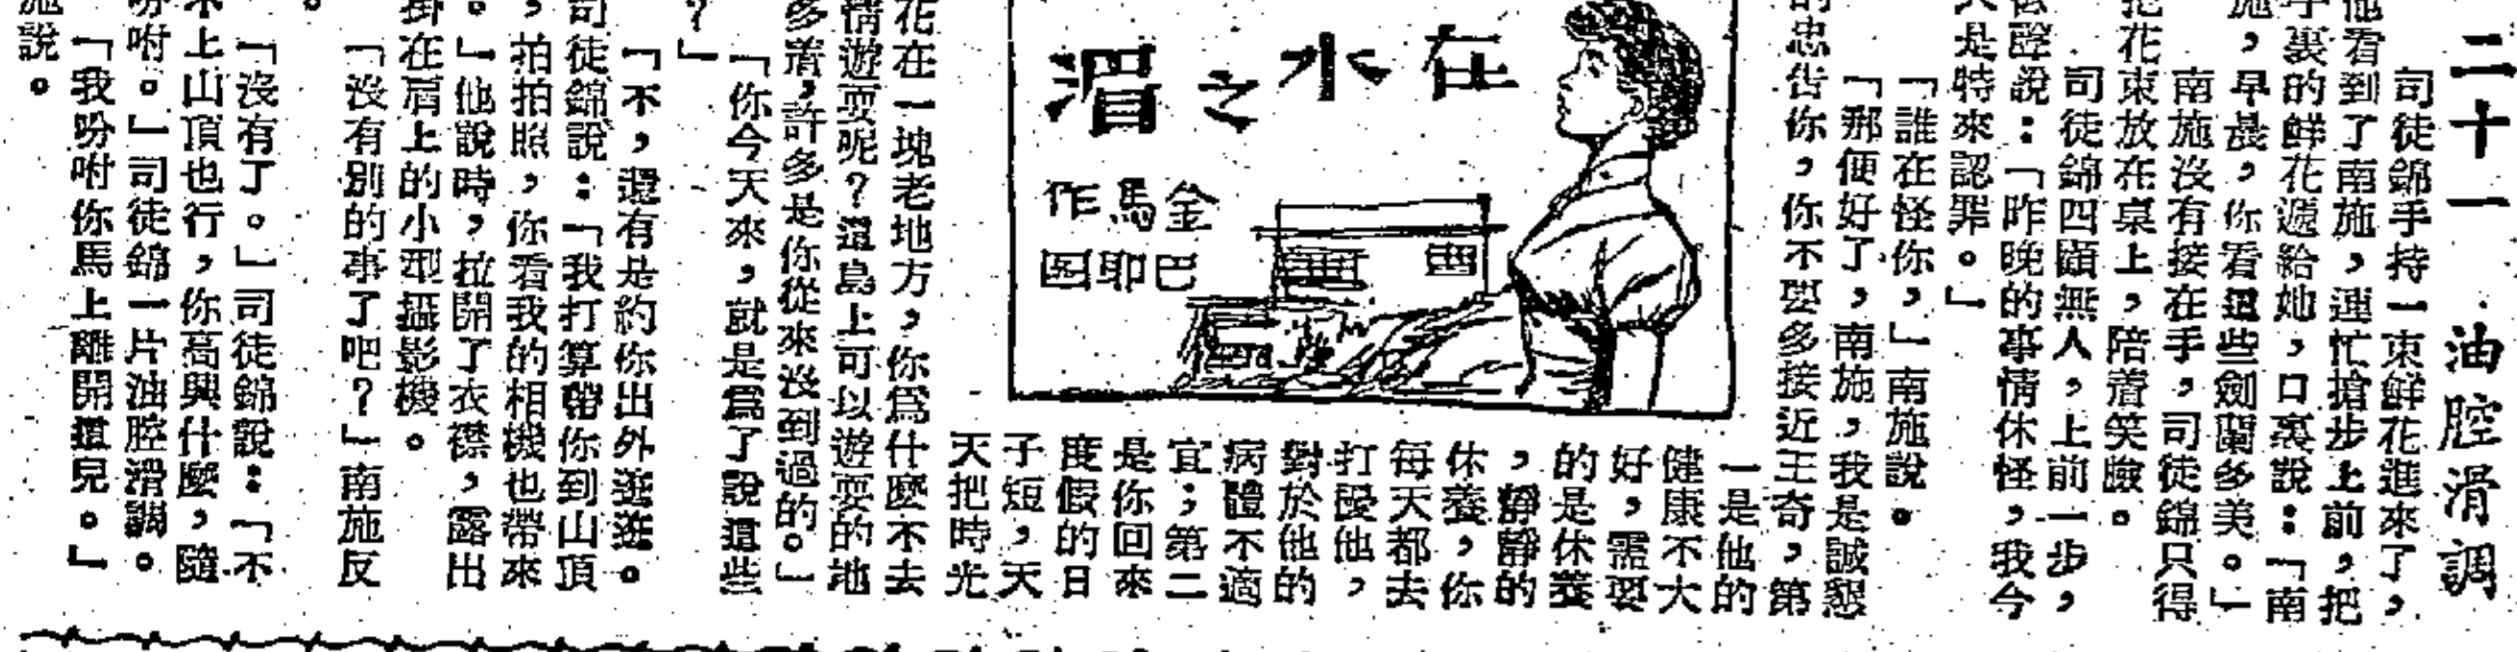 二十一·油腔滑調
司徒錦手持一束鮮花進來了，
他看到了南施，連忙搶步上前，把
手裏的鮮花遞給她，口裏說：「南
施，早晨，你看這些劍蘭多美。」
南施沒有接在手，司徒錦只得
把花束放在桌上，陪着笑臉。
司徒錦四顧無人，上前一步，
聲說：「昨晚的事情休怪，我今
天是特來認罪。」
「誰在怪你，」南施說。
「那便好了，南施，我是誠懇
的忠告你，你不要多接近王奇，第
在水之湄
金馬作
巴耶图
一是他的
健康不大
好，需要
的是休養
，靜靜的
休養，你
每天都去
打擾他，
對於他的
病體不適
宜；第二
是你回來
度假的日
子短，天
天把時光
花在一塊老地方，你爲什麼不去
情遊耍呢？這島上可以遊耍的地
多着，許多是你從來沒到過的。」
「你今天來，就是爲了說這些
？」
「不，還有是約你出外逛逛。
司徒錦說：「我打算帶你到山頂
，拍拍照，你看我的相機也帶來
。」他說時，拉開了衣襟，露出
掛在肩上的小型攝影機。
「沒有別的事了吧？」南施反
。
「沒有了。」司徒錦說：「不
不上山頂也行，你高興什麼，隨
吩咐。」司徒錦一片油腔滑調。
「我吩咐你馬上離開這兒。」
施說。